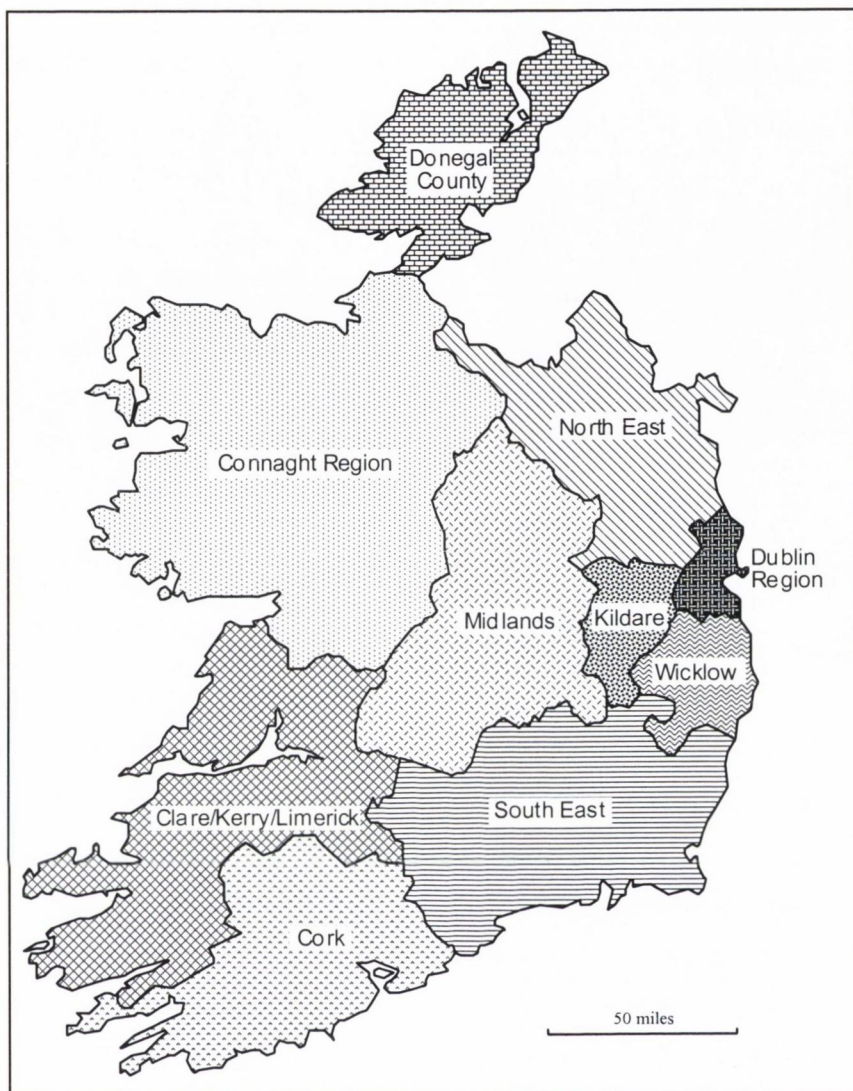 Donegal
County
North East
Connaght Region
Dublin
Region
Midlands
Kildare
Wicklow
South East
Clare/Kerry/Limerick
Cork
50 miles